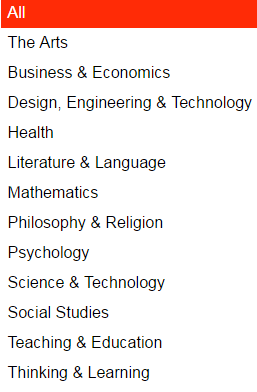 All
The Arts
Business & Economics
Design, Engineering & Technology
Health
Literature & Language
Mathematics
Philosophy & Religion
Psychology
Science & Technology
Social Studies
Teaching & Education
Thinking & Learning